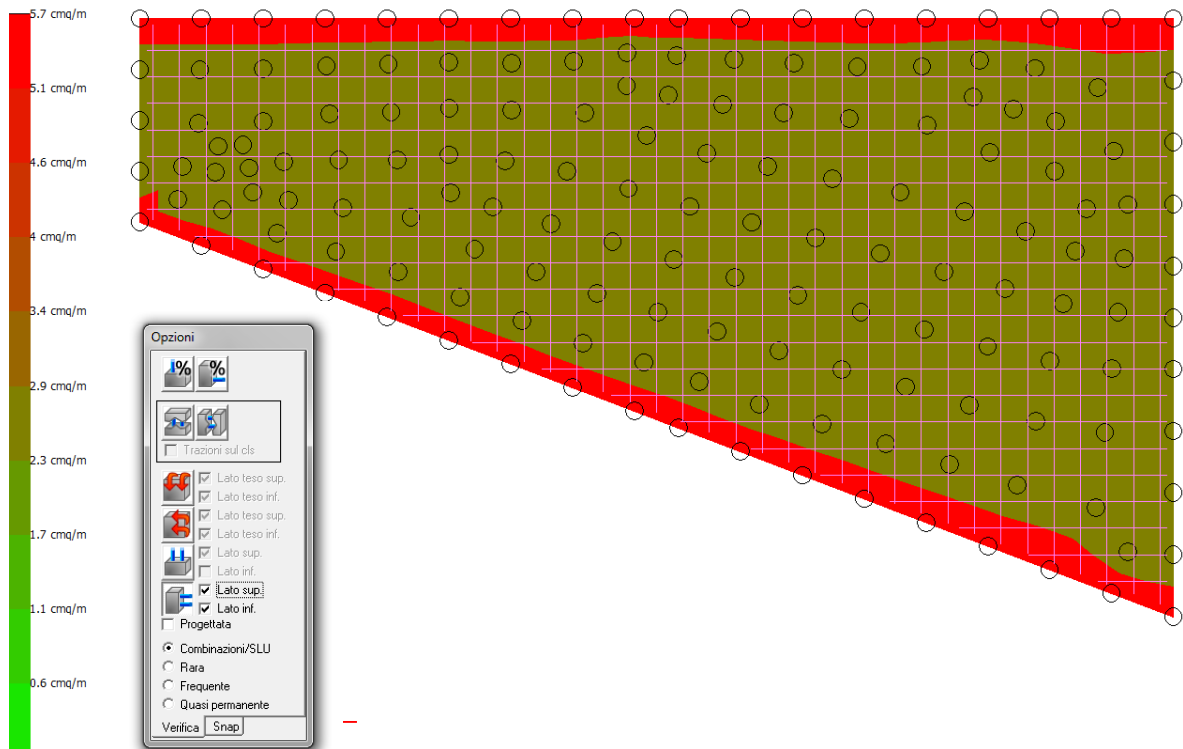 5.7 cmq/m
5.1 cmq/m
4.6 cmq/m
4 cmq/m
3.4 cmq/m
2.9 cmq/m
2.3 cmq/m
1.7 cmq/m
1.1 cmq/m
0.6 cmq/m
Opzioni
% %
Trazioni sul cls
Lato teso sup.
Lato teso inf.
Lato teso sup.
Lato teso inf.
Lato sup.
Lato inf.
Lato sup.
Lato inf.
Progettata
Combinazioni/SLU
Rara
Frequente
Quasi permanente
Verifica Snap